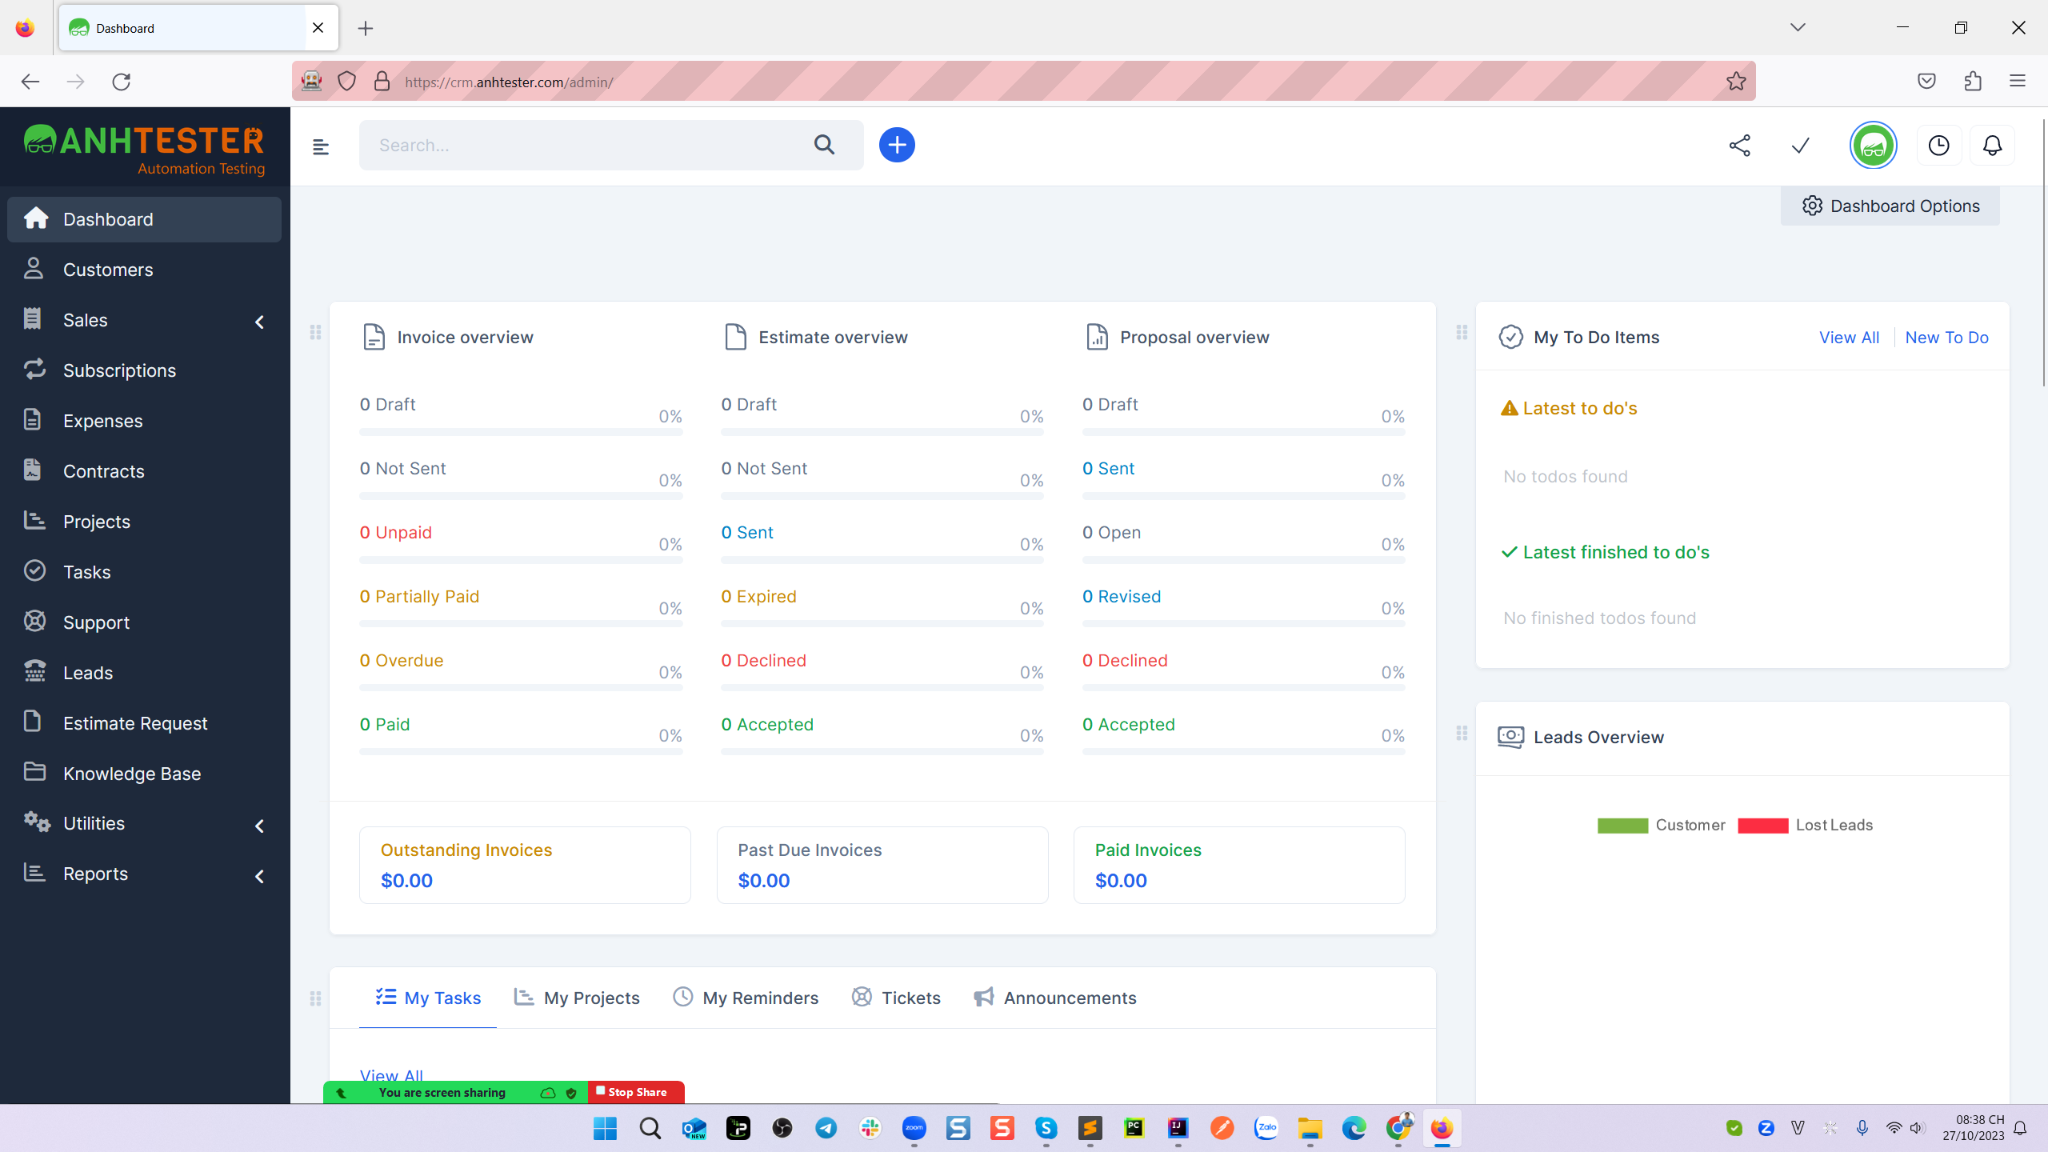 Dashboard
https://crm.anhtester.com/admin/
ANHTESTER
Automation Testing
Search...
Dashboard Options
Dashboard
Customers
Sales
Subscriptions
Expenses
Contracts
Projects
Tasks
Support
Leads
Estimate Request
Knowledge Base
Utilities
Reports
Invoice overview
0 Draft
0%
0 Not Sent
0%
0 Unpaid
0%
0 Partially Paid
0%
0 Overdue
0%
0 Paid
0%
Estimate overview
0 Draft
0%
0 Not Sent
0%
0 Sent
0%
0 Expired
0%
0 Declined
0%
0 Accepted
0%
Proposal overview
0 Draft
0%
0 Sent
0%
0 Open
0%
0 Revised
0%
0 Declined
0%
0 Accepted
0%
Outstanding Invoices
$0.00
Past Due Invoices
$0.00
Paid Invoices
$0.00
My To Do Items
View All
New To Do
Latest to do's
No todos found
Latest finished to do's
No finished todos found
Leads Overview
Customer
Lost Leads
My Tasks
My Projects
My Reminders
Tickets
Announcements
View All
You are screen sharing
Stop Share
NEW
zoom
S
S
S
PC
IJ
Zalo
Z
V
08:38 CH
27/10/2023